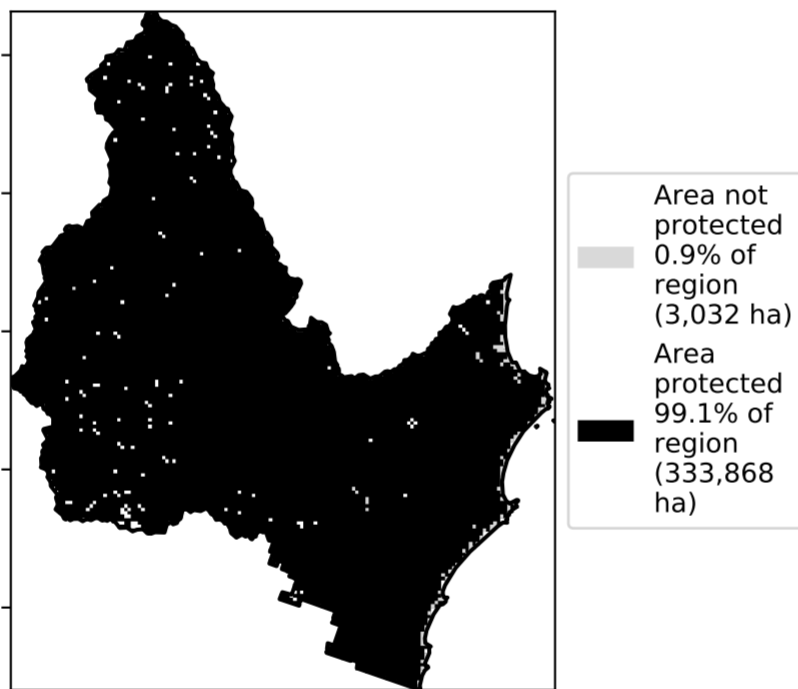 Area not
protected
0.9% of
region
(3,032 ha)
Area
protected
99.1% of
region
(333,868
ha)